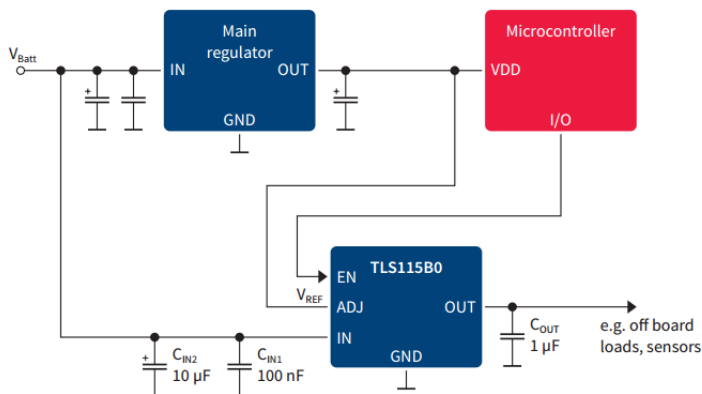 Main
regulator
Microcontroller
V_Batt
IN
OUT
VDD
GND
I/O
TLS115B0
EN
V_REF
ADJ
OUT
IN
GND
+
+
+
C_IN2
10 µF
C_IN1
100 nF
C_OUT
1 µF
e.g. off board
loads, sensors